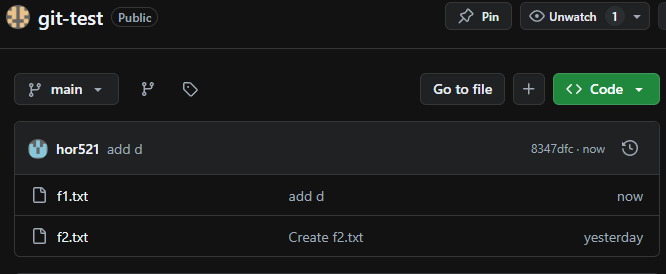 git-test Public Pin Unwatch 1
main Go to file Code
hor521 add d 8347dfc · now
f1.txt add d now
f2.txt Create f2.txt yesterday